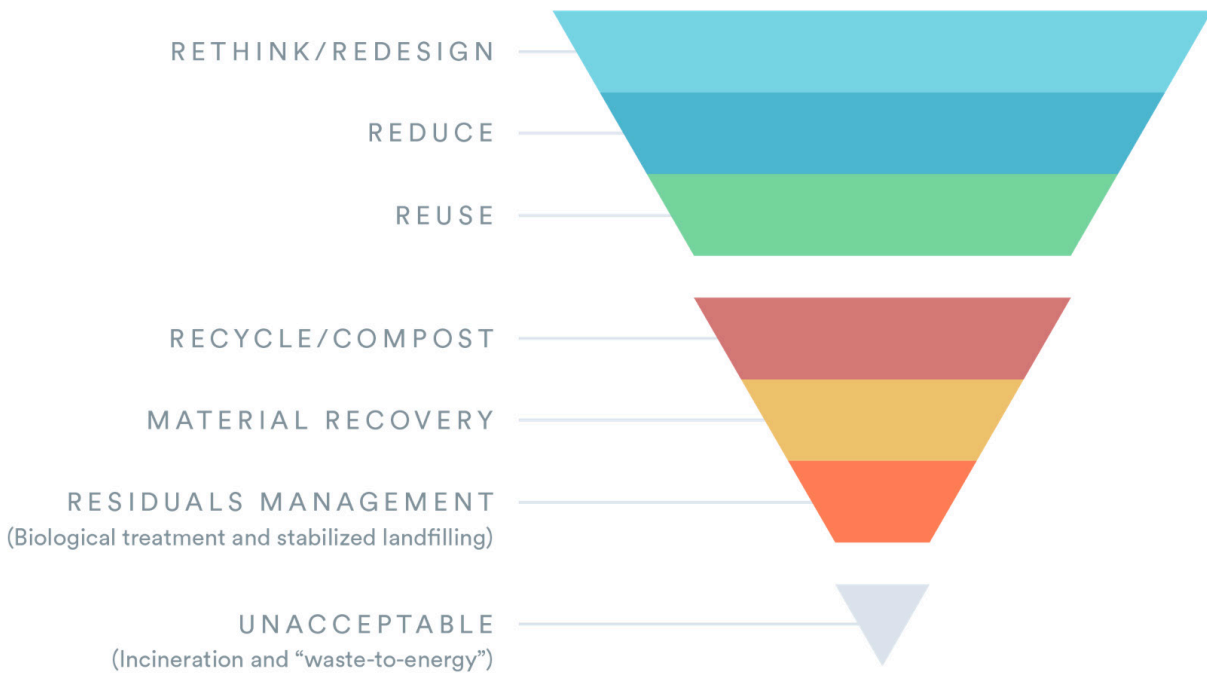 RETHINK/REDESIGN
REDUCE
REUSE
RECYCLE/COMPOST
MATERIAL RECOVERY
RESIDUALS MANAGEMENT
(Biological treatment and stabilized landfilling)
UNACCEPTABLE
(Incineration and “waste-to-energy”)